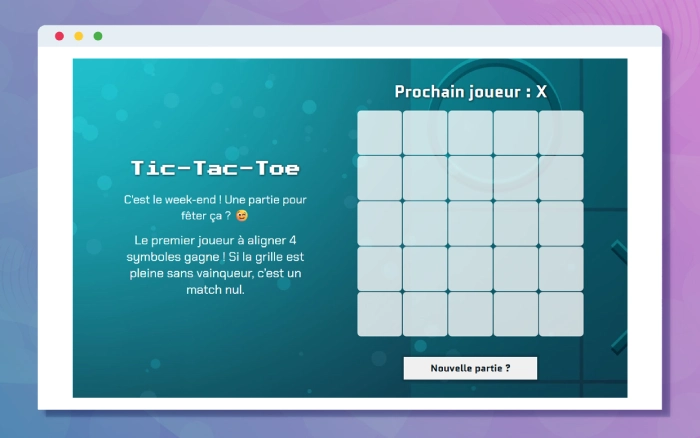 Prochain joueur : X
Tic-Tac-Toe
C'est le week-end ! Une partie pour
fêter ça ? 😄
Le premier joueur à aligner 4
symboles gagne ! Si la grille est
pleine sans vainqueur, c'est un
match nul.
Nouvelle partie ?